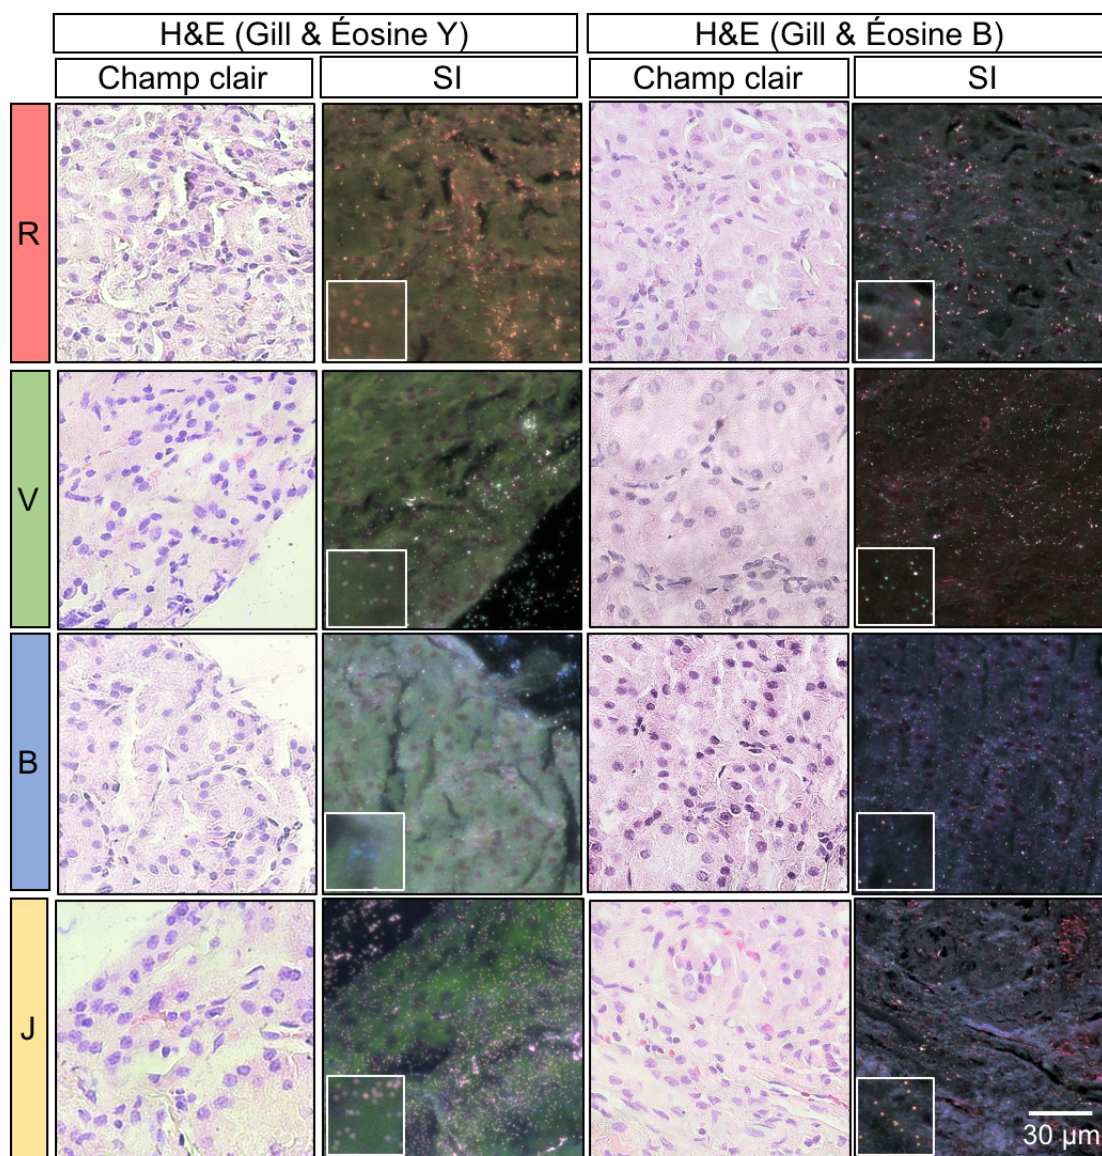 H&E (Gill & Éosine Y)
H&E (Gill & Éosine B)
Champ clair
SI
Champ clair
SI
R
V
B
J
30 µm